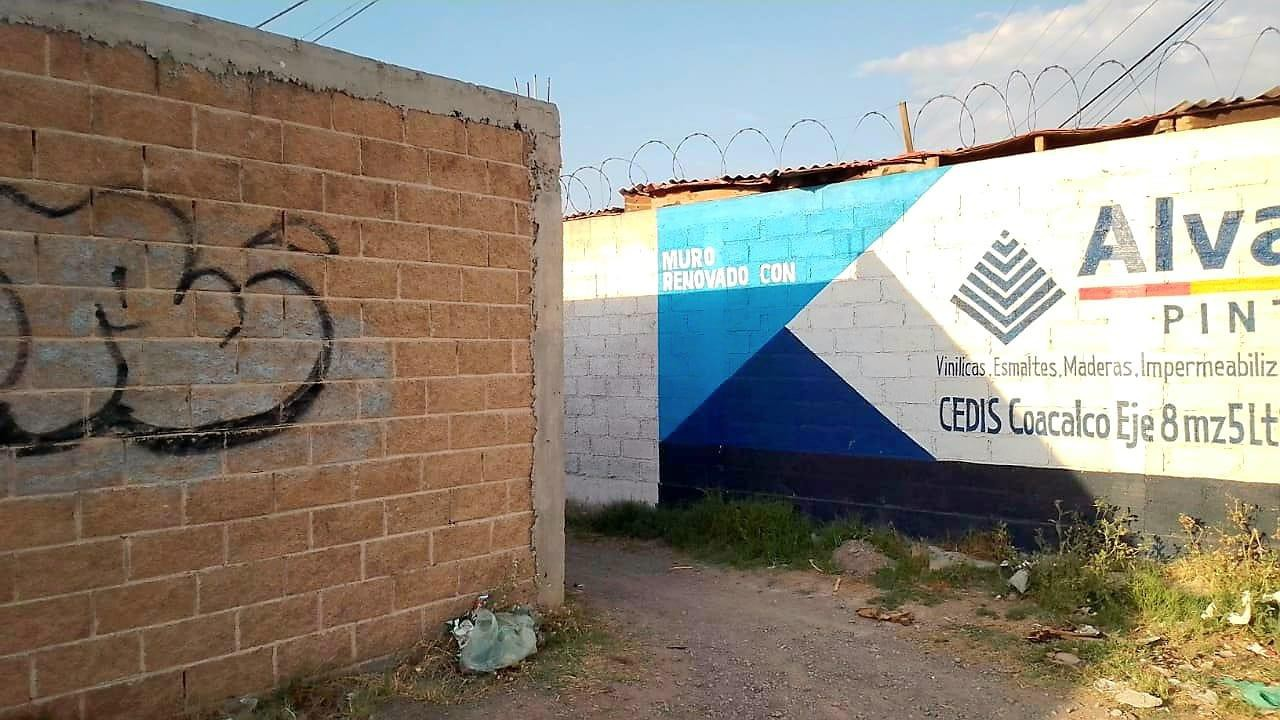 MURO
RENOVADO CON
Alva
PINT
Vinilicas, Esmaltes, Maderas, Impermeabiliz
CEDIS Coacalco Eje 8 mz5 Lt